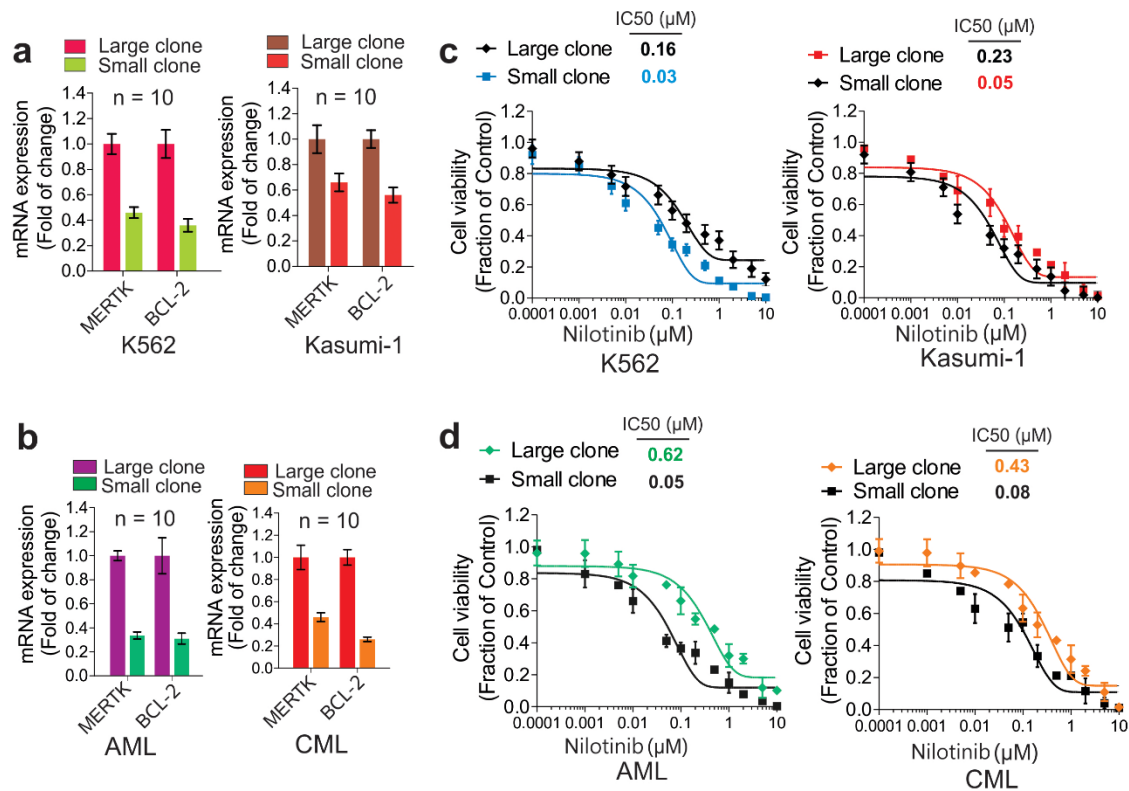 a
Large clone
Small clone
mRNA expression
(Fold of change)
1.4
1.2
1.0
0.8
0.6
0.4
0.2
0.0
n = 10
MERTK
BCL-2
K562
Large clone
Small clone
mRNA expression
(Fold of change)
1.4
1.2
1.0
0.8
0.6
0.4
0.2
0.0
n = 10
MERTK
BCL-2
Kasumi-1
b
Large clone
Small clone
mRNA expression
(Fold of change)
1.4
1.2
1.0
0.8
0.6
0.4
0.2
0.0
n = 10
MERTK
BCL-2
AML
Large clone
Small clone
mRNA expression
(Fold of change)
1.4
1.2
1.0
0.8
0.6
0.4
0.2
0.0
n = 10
MERTK
BCL-2
CML
c
IC50 (µM)
Large clone 0.16
Small clone 0.03
Cell viability
(Fraction of Control)
1.2
1.0
0.8
0.6
0.4
0.2
0.0
0.0001 0.001 0.01 0.1 1 10
Nilotinib (µM)
K562
IC50 (µM)
Large clone 0.23
Small clone 0.05
Cell viability
(Fraction of Control)
1.2
1.0
0.8
0.6
0.4
0.2
0.0
0.0001 0.001 0.01 0.1 1 10
Nilotinib (µM)
Kasumi-1
d
IC50 (µM)
Large clone 0.62
Small clone 0.05
Cell viability
(Fraction of Control)
1.2
1.0
0.8
0.6
0.4
0.2
0.0
0.0001 0.001 0.01 0.1 1 10
Nilotinib (µM)
AML
IC50 (µM)
Large clone 0.43
Small clone 0.08
Cell viability
(Fraction of Control)
1.2
1.0
0.8
0.6
0.4
0.2
0.0
0.0001 0.001 0.01 0.1 1 10
Nilotinib (µM)
CML